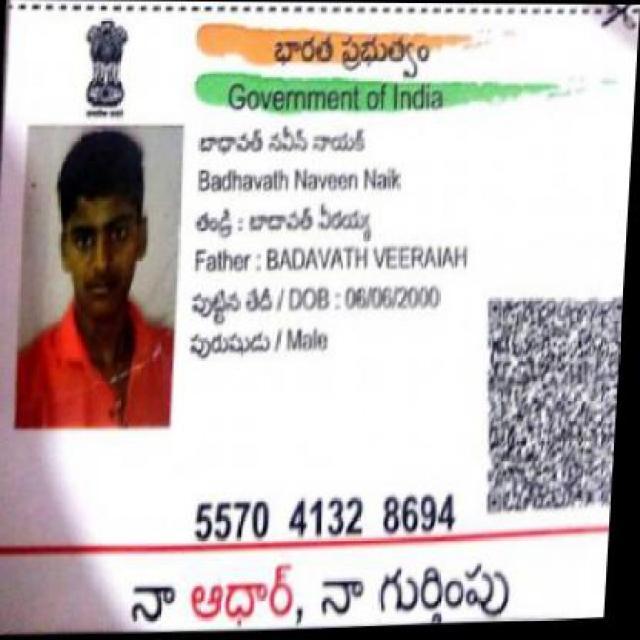 భారత ప్రభుత్వం
Government of India
బాధావత్ నవీన్ నాయక్
Badhavath Naveen Naik
తండ్రి : బాదావత్ వీరయ్య
Father : BADAVATH VEERAIAH
పుట్టిన తేదీ / DOB : 06/06/2000
పురుషుడు / Male
5570 4132 8694
నా ఆధార్, నా గుర్తింపు